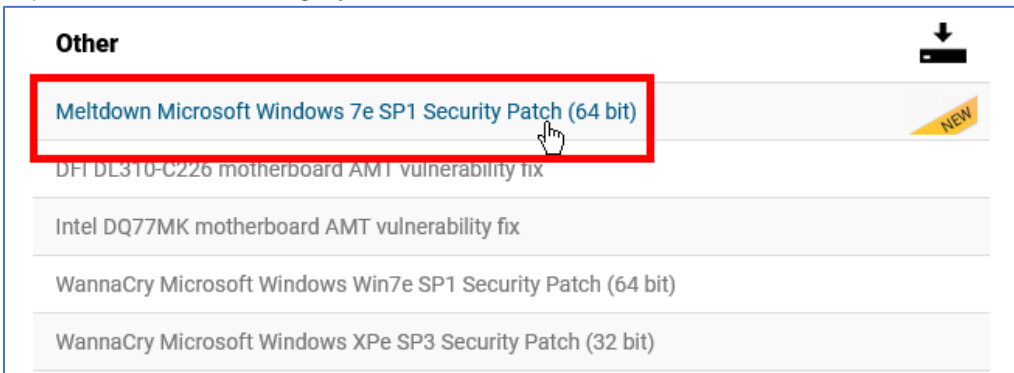 Other
Meltdown Microsoft Windows 7e SP1 Security Patch (64 bit)
NEW
DFI DL310-C226 motherboard AMT vulnerability fix
Intel DQ77MK motherboard AMT vulnerability fix
WannaCry Microsoft Windows Win7e SP1 Security Patch (64 bit)
WannaCry Microsoft Windows XPe SP3 Security Patch (32 bit)